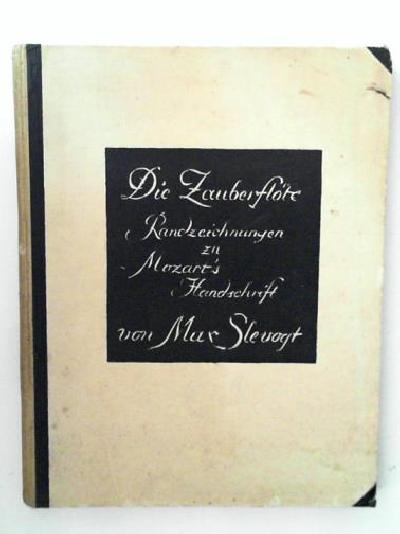 Die Zauberflöte
Randzeichnungen
zu
Mozart's
Handschrift
von Max Slevogt